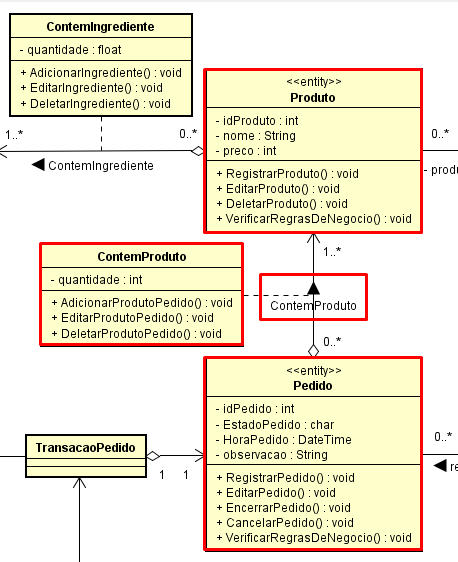 ContemIngrediente
- quantidade : float
+ AdicionarIngrediente() : void
+ EditarIngrediente() : void
+ DeletarIngrediente() : void
1..*
ContemIngrediente
0..*
<<entity>>
Produto
- idProduto : int
- nome : String
- preco : int
+ RegistrarProduto() : void
+ EditarProduto() : void
+ DeletarProduto() : void
+ VerificarRegrasDeNegocio() : void
0..*
- produ
1..*
ContemProduto
- quantidade : int
+ AdicionarProdutoPedido() : void
+ EditarProdutoPedido() : void
+ DeletarProdutoPedido() : void
ContemProduto
0..*
<<entity>>
Pedido
- idPedido : int
- EstadoPedido : char
- HoraPedido : DateTime
- observacao : String
+ RegistrarPedido() : void
+ EditarPedido() : void
+ EncerrarPedido() : void
+ CancelarPedido() : void
+ VerificarRegrasDeNegocio() : void
TransacaoPedido
1
1
0..*
re